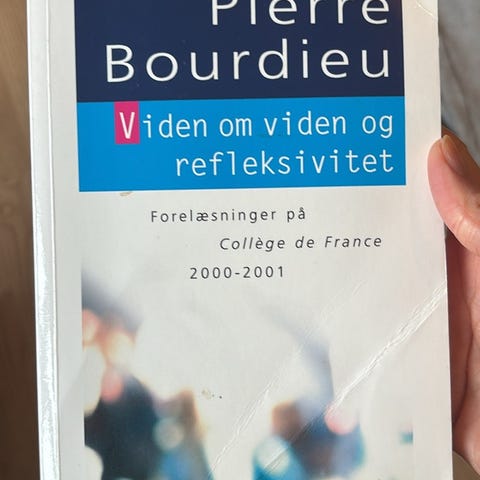 Pierre
Bourdieu
Viden om viden og
refleksivitet
Forelæsninger på
Collège de France
2000-2001